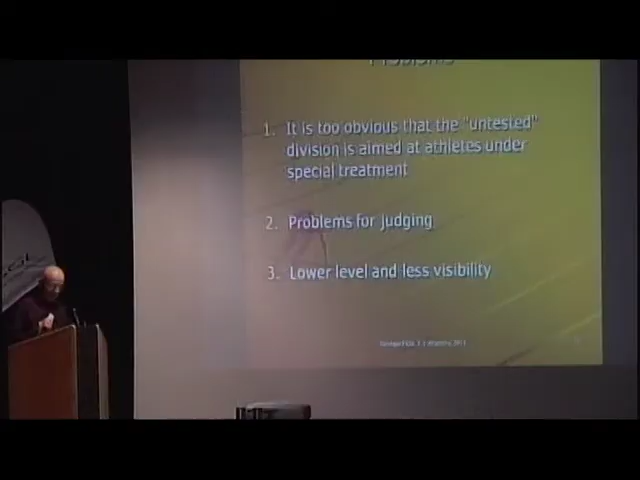 Problems
1. It is too obvious that the "untested"
division is aimed at athletes under
special treatment
2. Problems for judging
3. Lower level and less visibility